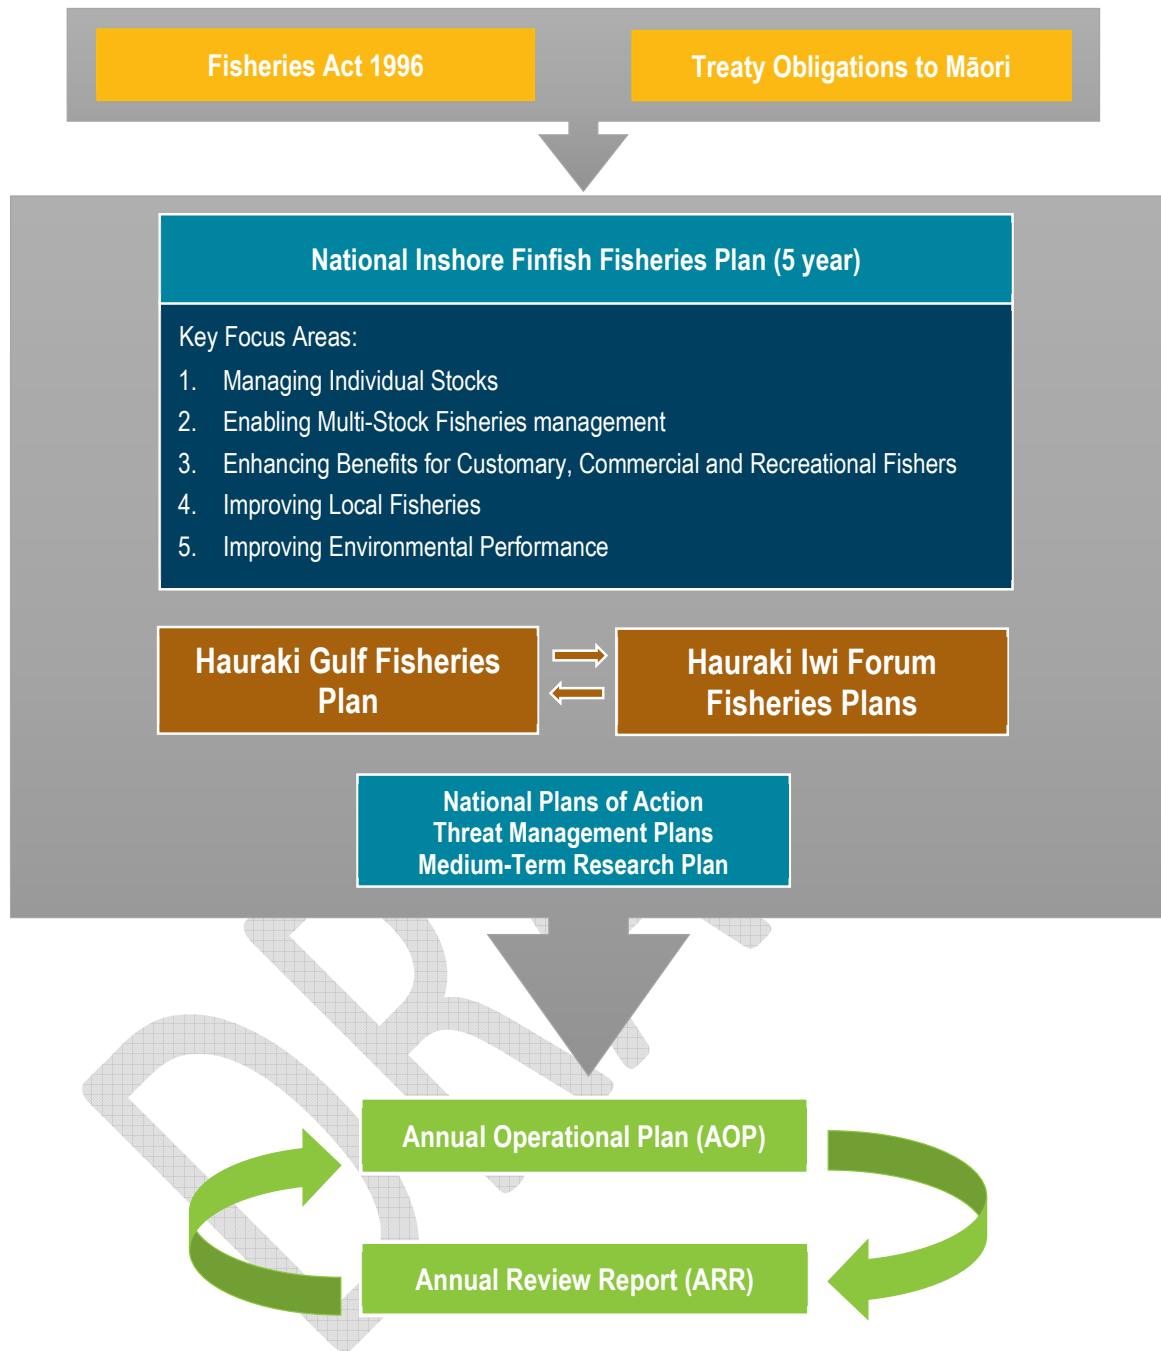 Fisheries Act 1996
Treaty Obligations to Māori
National Inshore Finfish Fisheries Plan (5 year)
Key Focus Areas:
1. Managing Individual Stocks
2. Enabling Multi-Stock Fisheries management
3. Enhancing Benefits for Customary, Commercial and Recreational Fishers
4. Improving Local Fisheries
5. Improving Environmental Performance
Hauraki Gulf Fisheries
Plan
Hauraki Iwi Forum
Fisheries Plans
National Plans of Action
Threat Management Plans
Medium-Term Research Plan
Annual Operational Plan (AOP)
Annual Review Report (ARR)